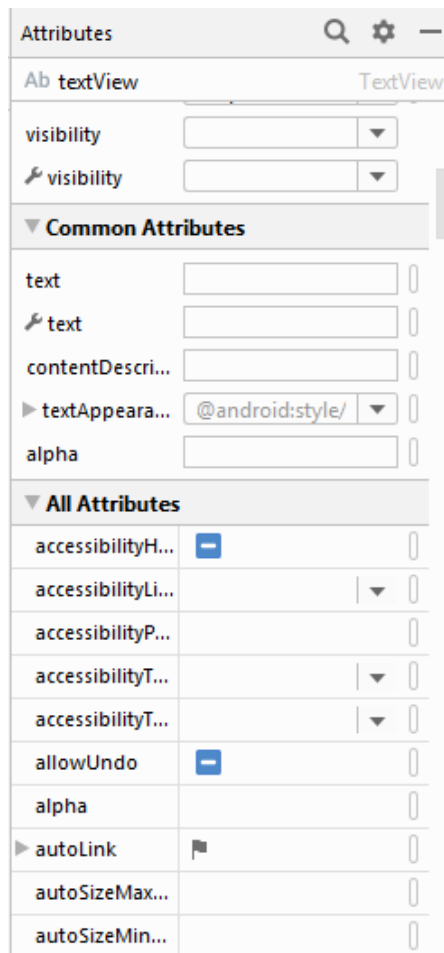 Attributes
Ab textView TextView
visibility
visibility
Common Attributes
text
text
contentDescri...
textAppeara... @android:style/
alpha
All Attributes
accessibilityH...
accessibilityLi...
accessibilityP...
accessibilityT...
accessibilityT...
allowUndo
alpha
autoLink
autoSizeMax...
autoSizeMin...